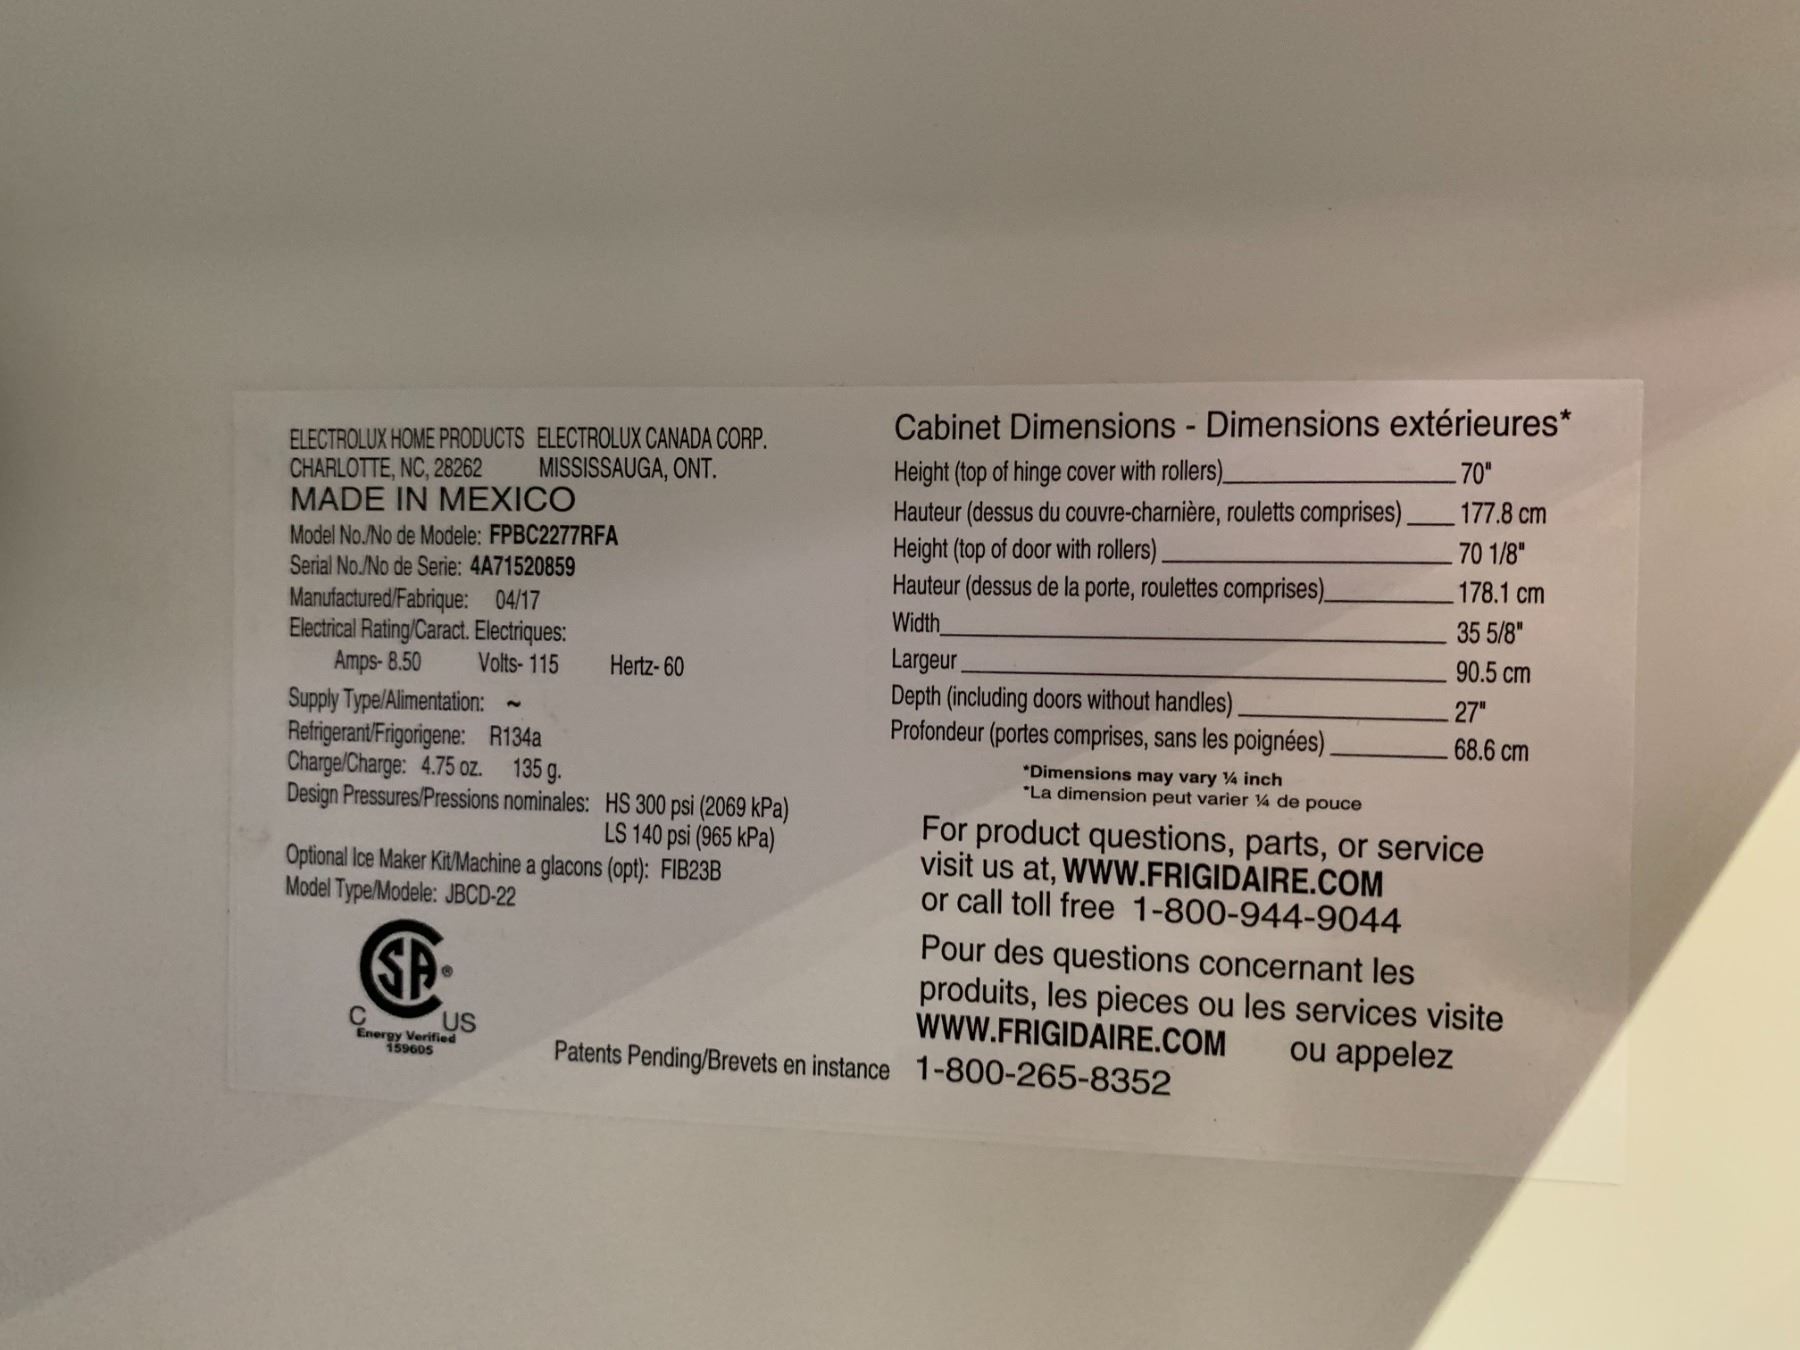 ELECTROLUX HOME PRODUCTS ELECTROLUX CANADA CORP.
CHARLOTTE, NC, 28262 MISSISSAUGA, ONT.
MADE IN MEXICO
Model No./No de Modele: FPBC2277RFA
Serial No./No de Serie: 4A71520859
Manufactured/Fabrique: 04/17
Electrical Rating/Caract. Electriques:
Amps- 8.50 Volts- 115 Hertz- 60
Supply Type/Alimentation: ~
Refrigerant/Frigorigene: R134a
Charge/Charge: 4.75 oz. 135 g.
Design Pressures/Pressions nominales: HS 300 psi (2069 kPa)
LS 140 psi (965 kPa)
Optional Ice Maker Kit/Machine a glacons (opt): FIB23B
Model Type/Modele: JBCD-22
SA ®
C US
Energy Verified
159605
Patents Pending/Brevets en instance
Cabinet Dimensions - Dimensions extérieures*
Height (top of hinge cover with rollers) 70"
Hauteur (dessus du couvre-charnière, rouletts comprises) 177.8 cm
Height (top of door with rollers) 70 1/8"
Hauteur (dessus de la porte, roulettes comprises) 178.1 cm
Width 35 5/8"
Largeur 90.5 cm
Depth (including doors without handles) 27"
Profondeur (portes comprises, sans les poignées) 68.6 cm
*Dimensions may vary ¼ inch
*La dimension peut varier ¼ de pouce
For product questions, parts, or service
visit us at, WWW.FRIGIDAIRE.COM
or call toll free 1-800-944-9044
Pour des questions concernant les
produits, les pieces ou les services visite
WWW.FRIGIDAIRE.COM ou appelez
1-800-265-8352